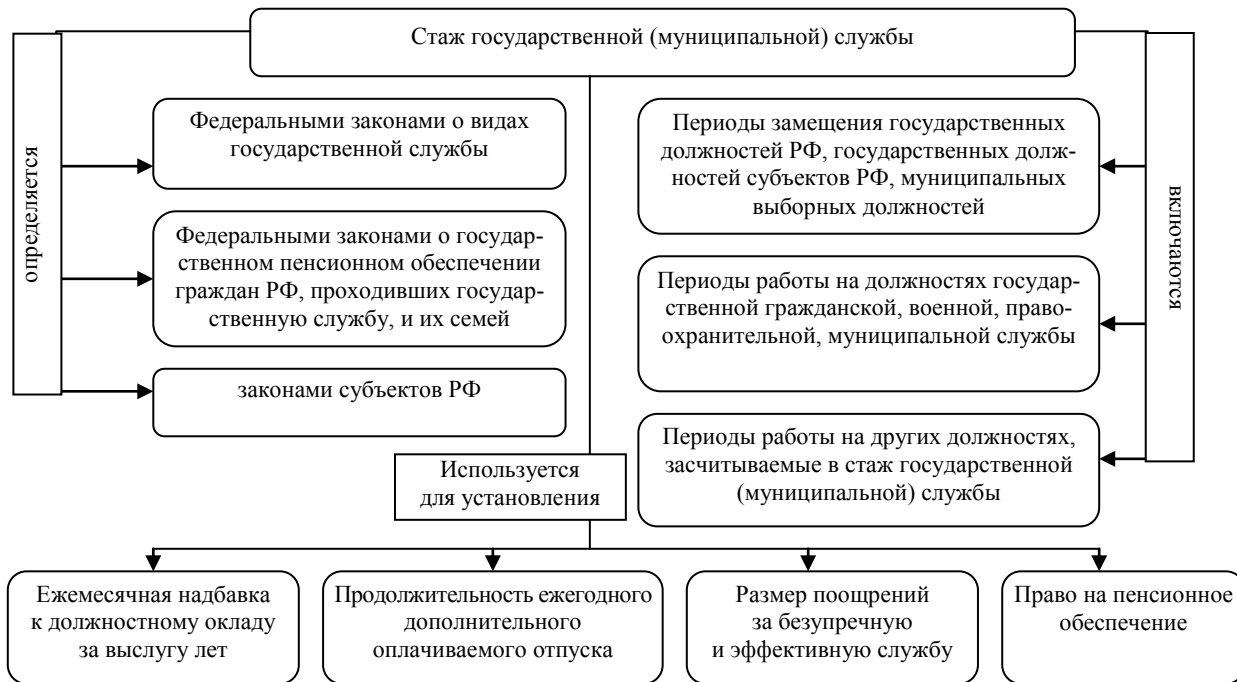 Стаж государственной (муниципальной) службы
определяется
Федеральными законами о видах
государственной службы
Федеральными законами о государ-
ственном пенсионном обеспечении
граждан РФ, проходивших государ-
ственную службу, и их семей
законами субъектов РФ
включаются
Периоды замещения государственных
должностей РФ, государственных долж-
ностей субъектов РФ, муниципальных
выборных должностей
Периоды работы на должностях государ-
ственной гражданской, военной, право-
охранительной, муниципальной службы
Периоды работы на других должностях,
засчитываемые в стаж государственной
(муниципальной) службы
Используется
для установления
Ежемесячная надбавка
к должностному окладу
за выслугу лет
Продолжительность ежегодного
дополнительного
оплачиваемого отпуска
Размер поощрений
за безупречную
и эффективную службу
Право на пенсионное
обеспечение